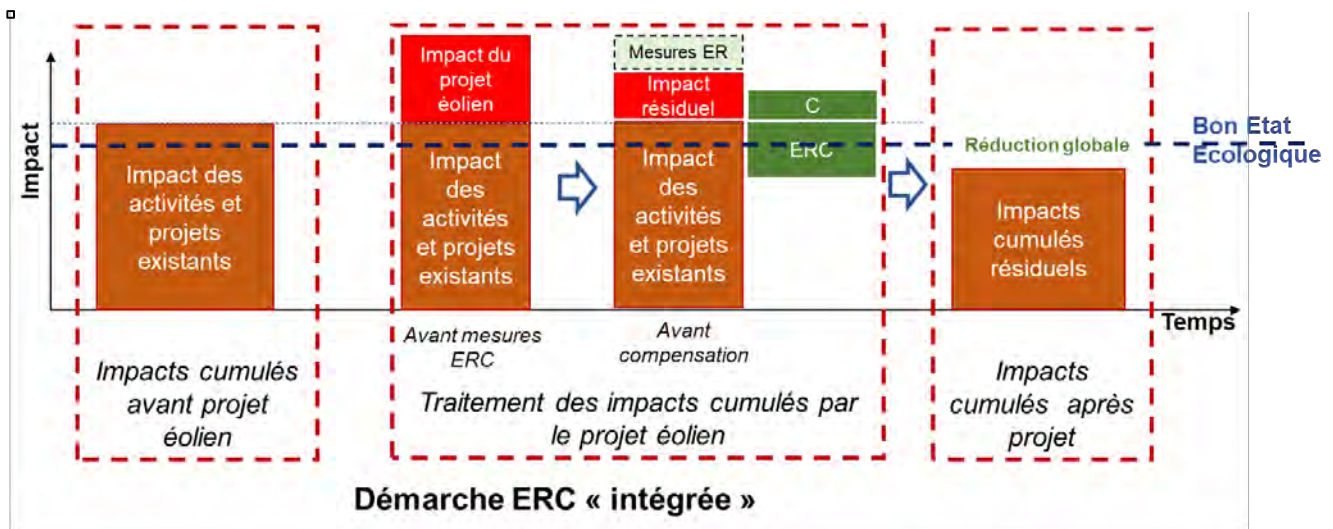 Impact
Impact des
activités et
projets
existants
Impacts cumulés
avant projet
éolien
Impact du
projet
éolien
Impact
des
activités
et projets
existants
Avant mesures
ERC
Mesures ER
Impact
résiduel
Impact
des
activités
et projets
existants
Avant
compensation
C
ERC
Traitement des impacts cumulés par
le projet éolien
Réduction globale
Impacts
cumulés
résiduels
Impacts
cumulés après
projet
Bon Etat
Ecologique
Temps
Démarche ERC « intégrée »